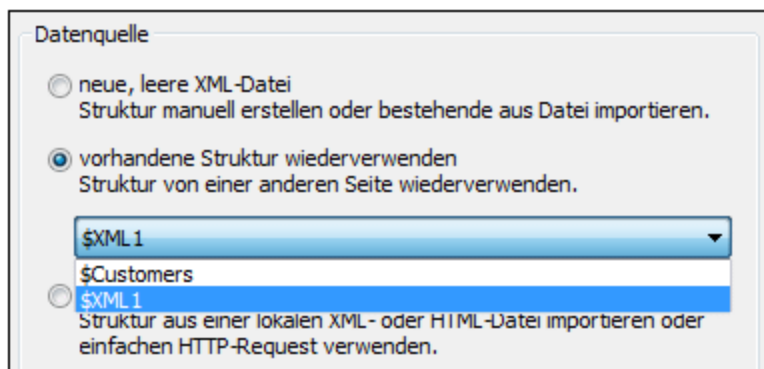 Datenquelle
neue, leere XML-Datei
Struktur manuell erstellen oder bestehende aus Datei importieren.
vorhandene Struktur wiederverwenden
Struktur von einer anderen Seite wiederverwenden.
$XML1
$Customers
$XML1
Struktur aus einer lokalen XML- oder HTML-Datei importieren oder
einfachen HTTP-Request verwenden.